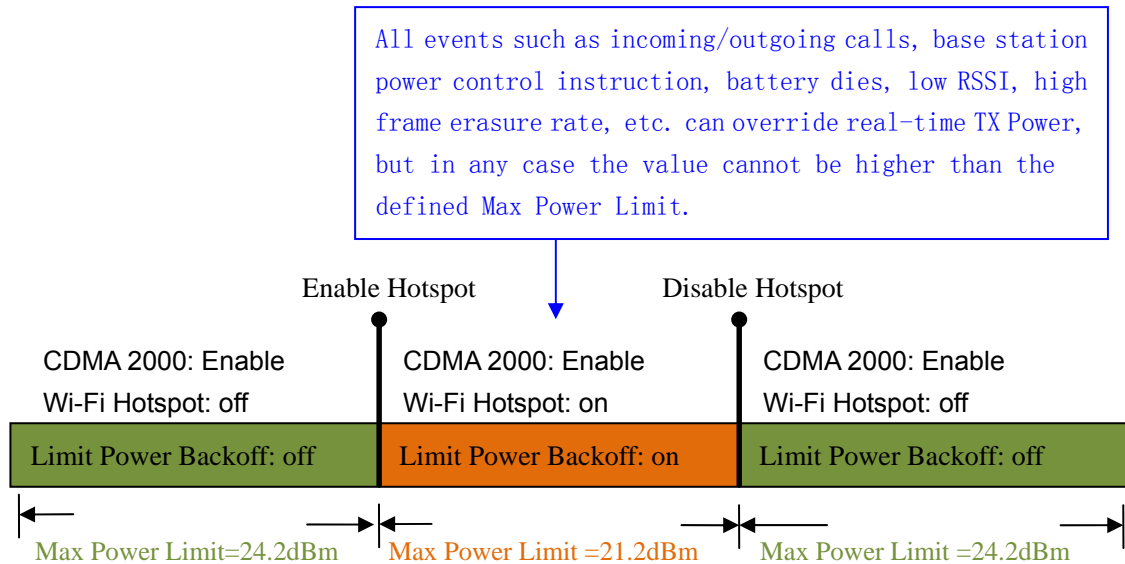 All events such as incoming/outgoing calls, base station
power control instruction, battery dies, low RSSI, high
frame erasure rate, etc. can override real-time TX Power,
but in any case the value cannot be higher than the
defined Max Power Limit.
Enable Hotspot
Disable Hotspot
CDMA 2000: Enable
Wi-Fi Hotspot: off
CDMA 2000: Enable
Wi-Fi Hotspot: on
CDMA 2000: Enable
Wi-Fi Hotspot: off
Limit Power Backoff: off
Limit Power Backoff: on
Limit Power Backoff: off
Max Power Limit=24.2dBm
Max Power Limit =21.2dBm
Max Power Limit =24.2dBm